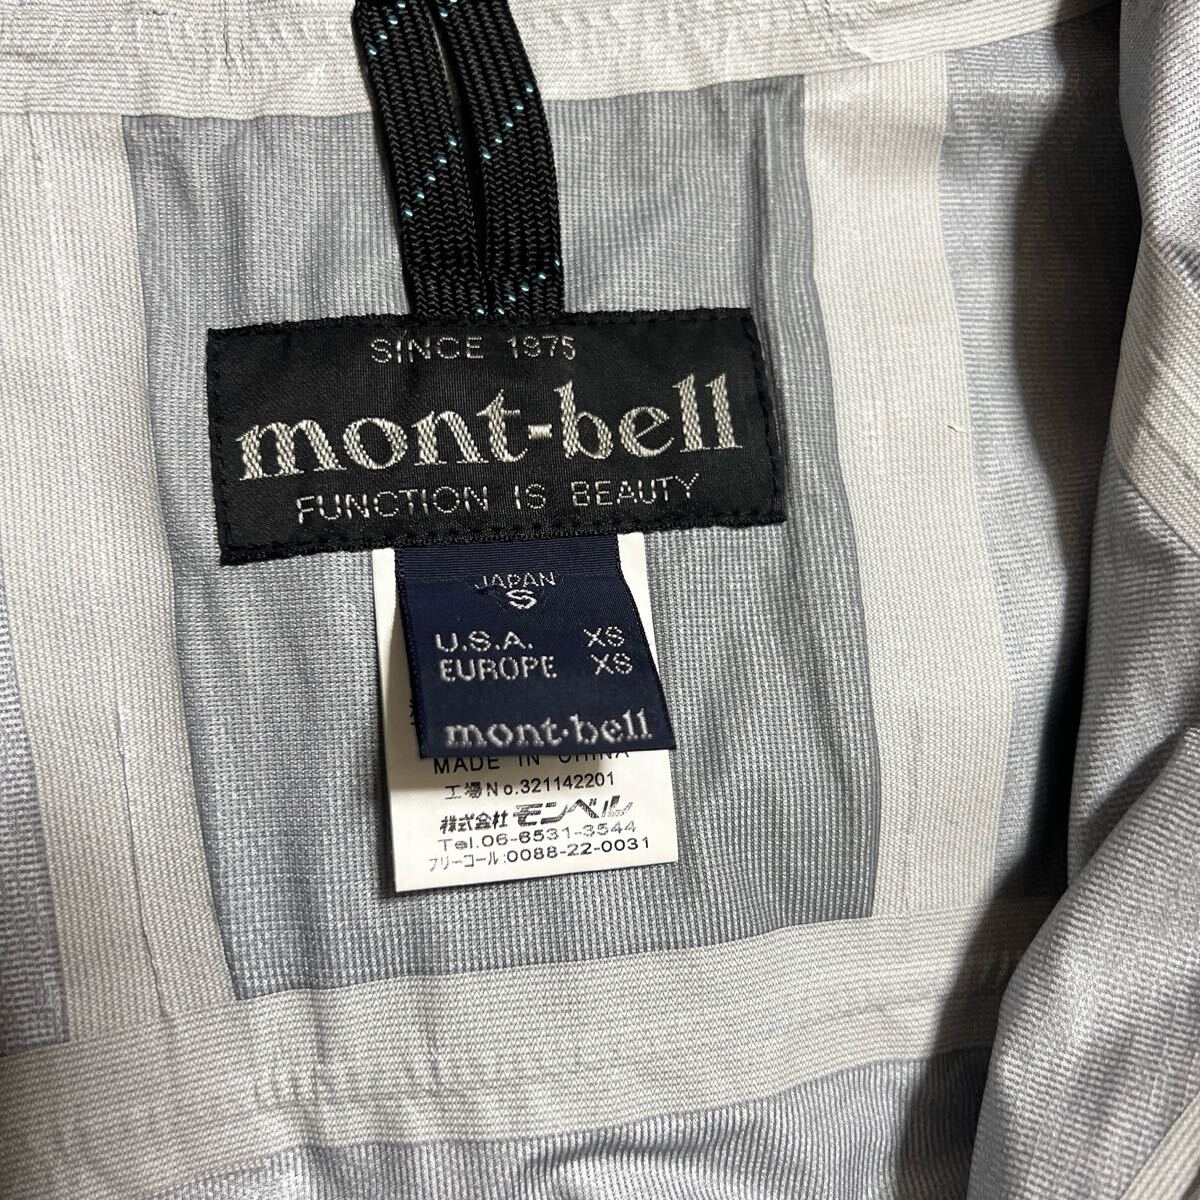 SINCE 1975
mont-bell
FUNCTION IS BEAUTY
JAPAN
S
U.S.A. XS
EUROPE XS
mont·bell
MADE IN CHINA
工場No.321142201
株式会社モンベル
Tel.06-6531-3544
フリーコール:0088-22-0031